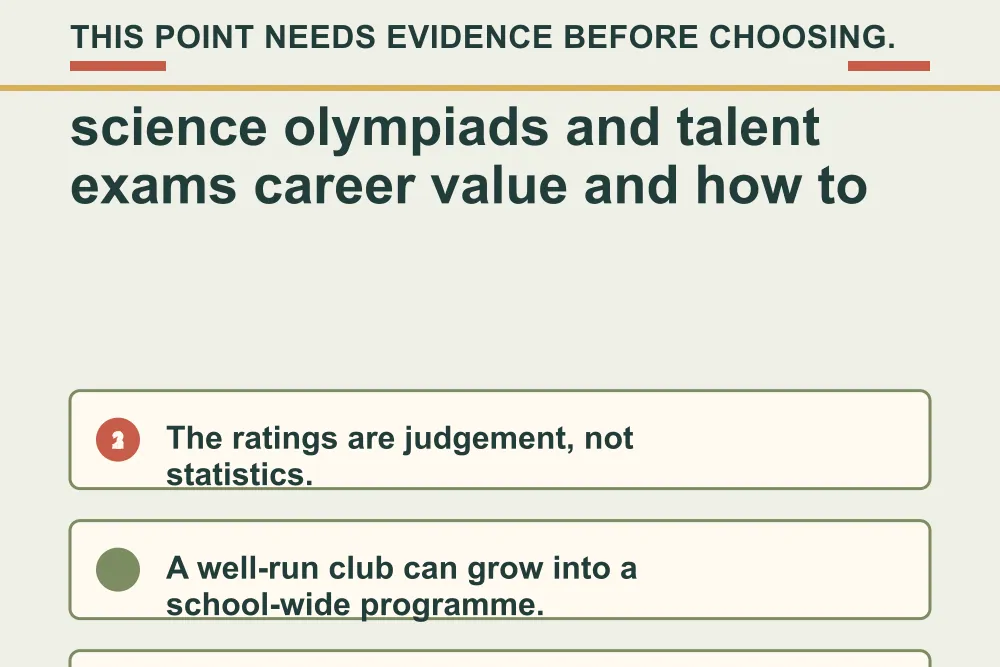 THIS POINT NEEDS EVIDENCE BEFORE CHOOSING.
science olympiads and talent
exams career value and how to
The ratings are judgement, not
statistics.
A well-run club can grow into a
school-wide programme.